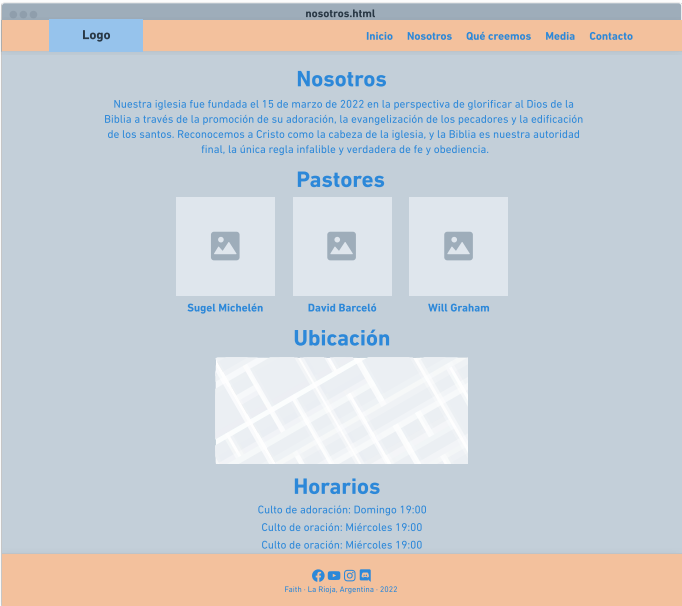 nosotros.html
Logo
Inicio Nosotros Qué creemos Media Contacto
Nosotros
Nuestra iglesia fue fundada el 15 de marzo de 2022 en la perspectiva de glorificar al Dios de la
Biblia a través de la promoción de su adoración, la evangelización de los pecadores y la edificación
de los santos. Reconocemos a Cristo como la cabeza de la iglesia, y la Biblia es nuestra autoridad
final, la única regla infalible y verdadera de fe y obediencia.
Pastores
Sugel Michelén David Barceló Will Graham
Ubicación
Horarios
Culto de adoración: Domingo 19:00
Culto de oración: Miércoles 19:00
Culto de oración: Miércoles 19:00
Faith · La Rioja, Argentina · 2022